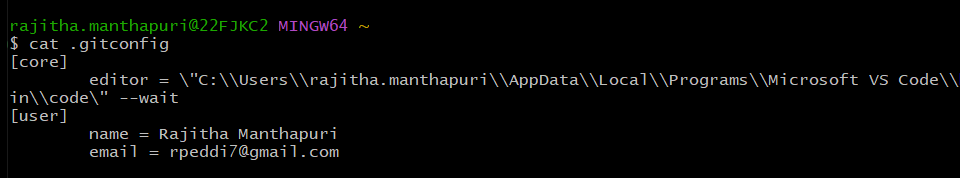 rajitha.manthapuri@22FJKC2 MINGW64 ~
$ cat .gitconfig
[core]
        editor = \"C:\\Users\\rajitha.manthapuri\\AppData\\Local\\Programs\\Microsoft VS Code\\
in\\code\" --wait
[user]
        name = Rajitha Manthapuri
        email = rpeddi7@gmail.com